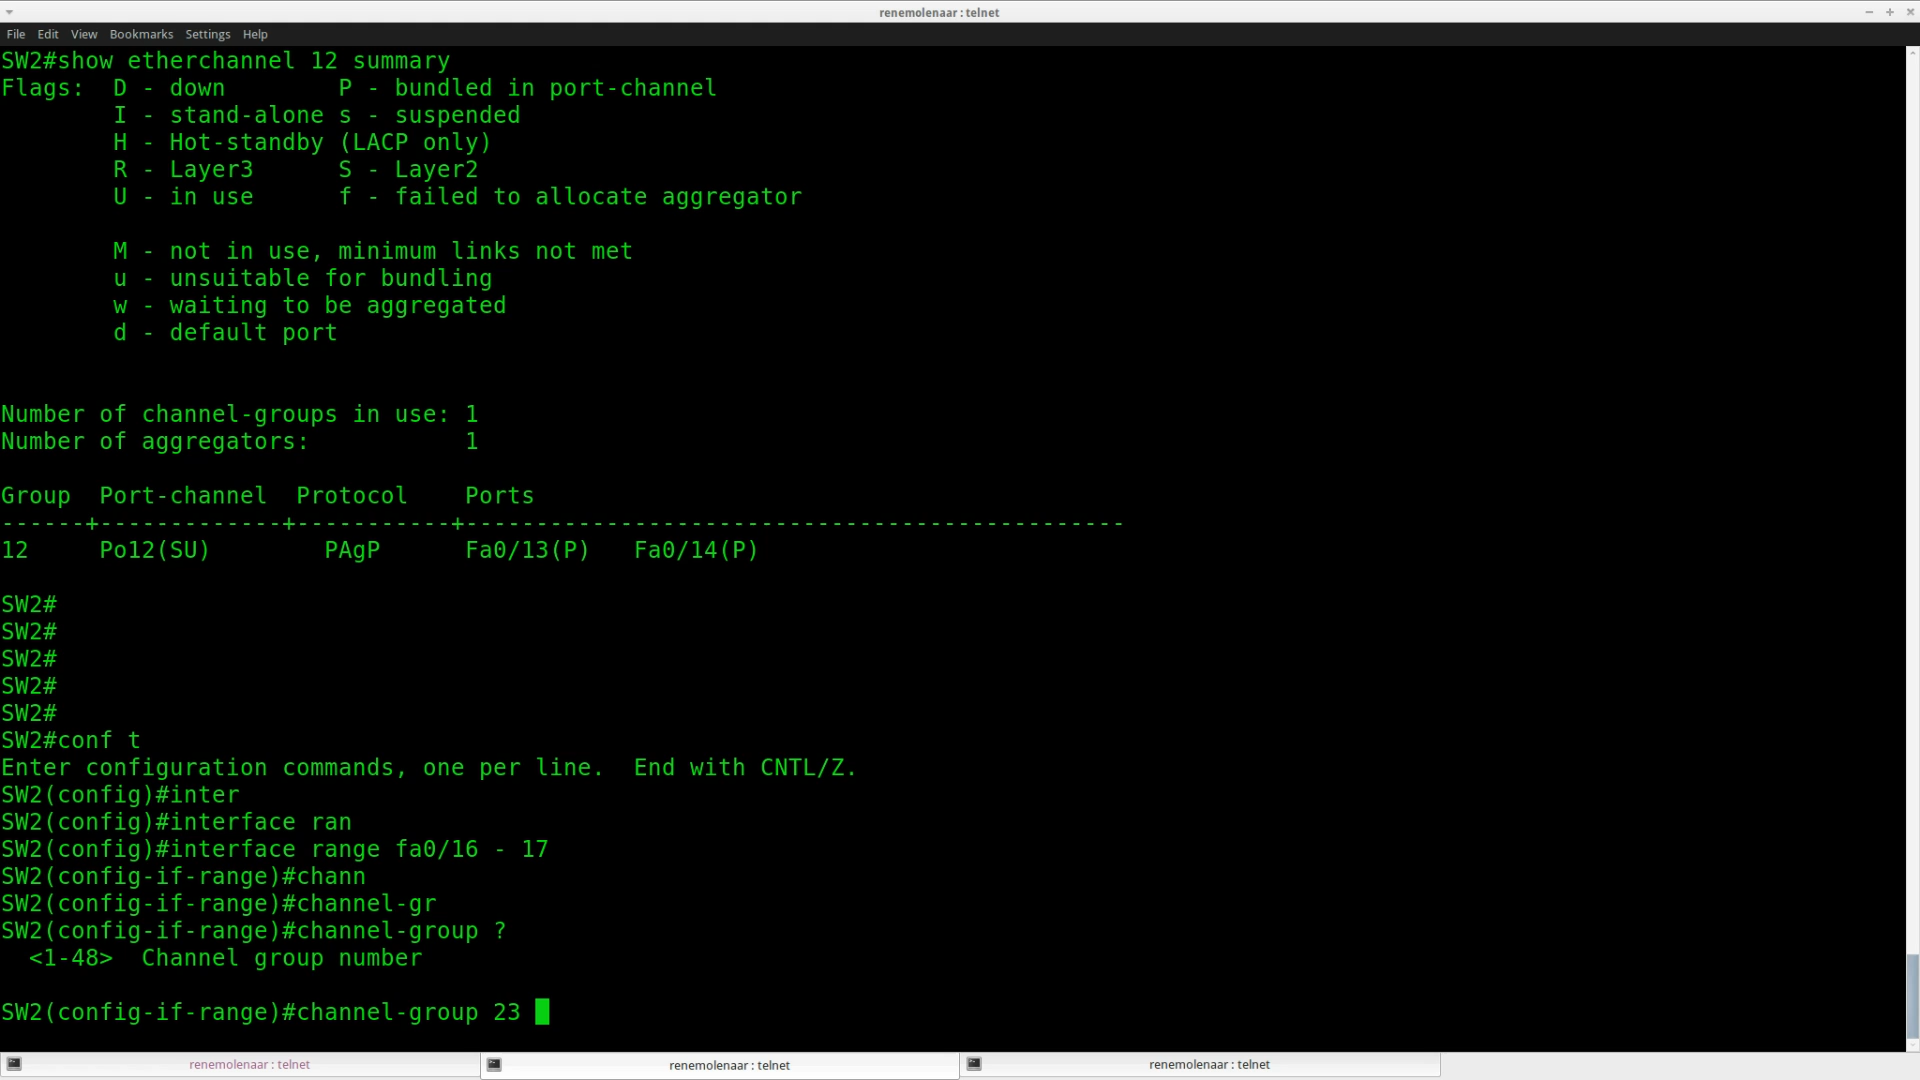 renemolenaar : telnet
File Edit View Bookmarks Settings Help
SW2#show etherchannel 12 summary
Flags:  D - down        P - bundled in port-channel
        I - stand-alone s - suspended
        H - Hot-standby (LACP only)
        R - Layer3      S - Layer2
        U - in use      f - failed to allocate aggregator
        M - not in use, minimum links not met
        u - unsuitable for bundling
        w - waiting to be aggregated
        d - default port
Number of channel-groups in use: 1
Number of aggregators:           1
Group  Port-channel  Protocol    Ports
------+-------------+-----------+-----------------------------------------------
12     Po12(SU)        PAgP      Fa0/13(P)   Fa0/14(P)
SW2#
SW2#
SW2#
SW2#
SW2#
SW2#conf t
Enter configuration commands, one per line.  End with CNTL/Z.
SW2(config)#inter
SW2(config)#interface ran
SW2(config)#interface range fa0/16 - 17
SW2(config-if-range)#chann
SW2(config-if-range)#channel-gr
SW2(config-if-range)#channel-group ?
  <1-48>  Channel group number
SW2(config-if-range)#channel-group 23
renemolenaar : telnet renemolenaar : telnet renemolenaar : telnet